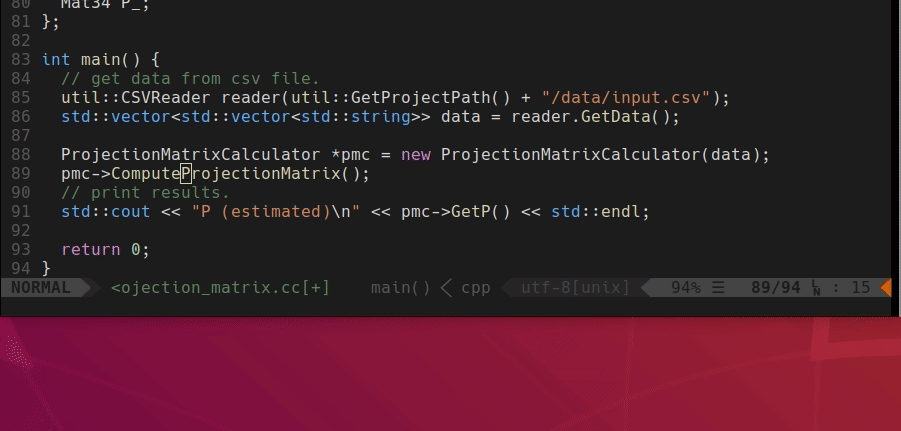 80   Mat34 P_;
81 };
82
83 int main() {
84   // get data from csv file.
85   util::CSVReader reader(util::GetProjectPath() + "/data/input.csv");
86   std::vector<std::vector<std::string>> data = reader.GetData();
87
88   ProjectionMatrixCalculator *pmc = new ProjectionMatrixCalculator(data);
89   pmc->ComputeProjectionMatrix();
90   // print results.
91   std::cout << "P (estimated)\n" << pmc->GetP() << std::endl;
92
93   return 0;
94 }
NORMAL <ojection_matrix.cc[+] main() < cpp utf-8[unix] 94% ☰ 89/94 ㏑ : 15